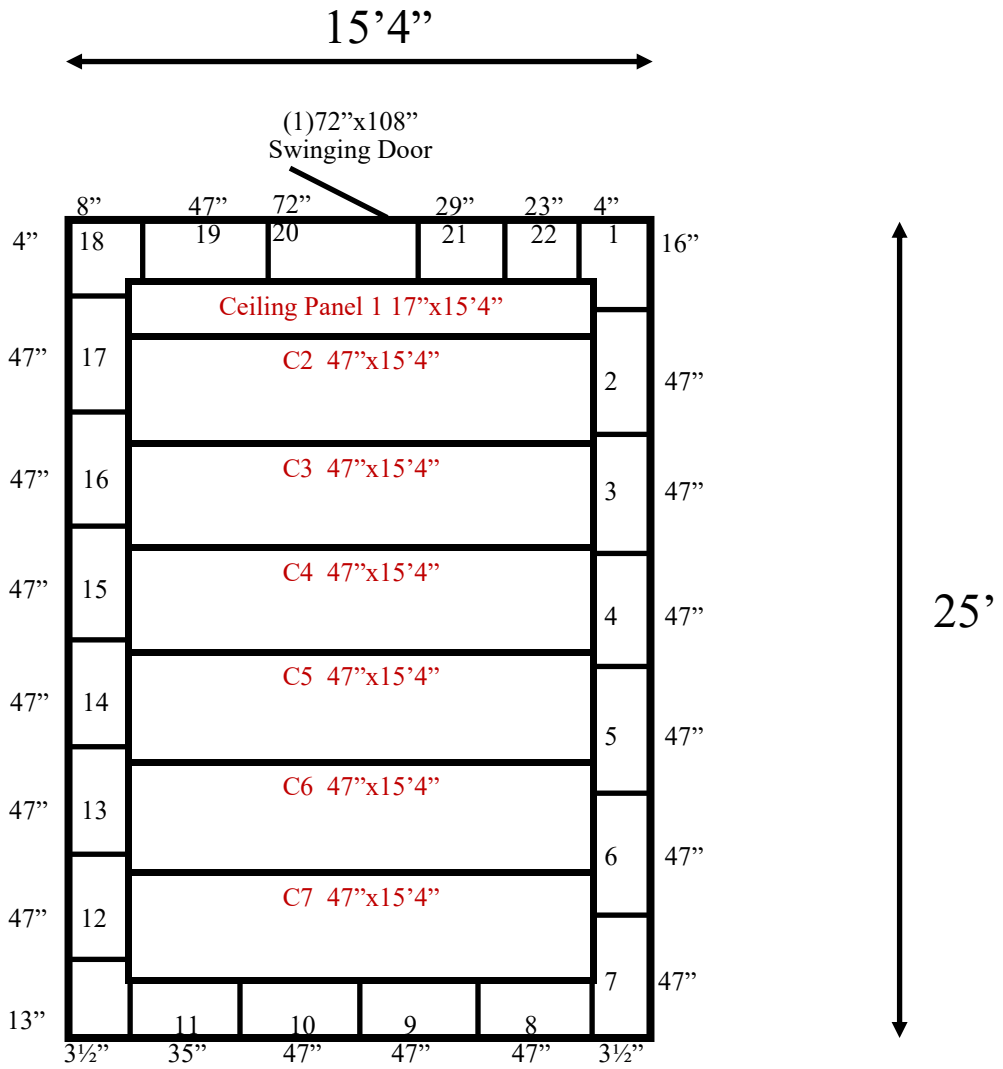 15’4”
(1)72”x108”
Swinging Door
8” 47” 72” 29” 23” 4”
4” 18 19 20 21 22 1 16”
Ceiling Panel 1 17”x15’4”
47” 17 C2 47”x15’4” 2 47”
47” 16 C3 47”x15’4” 3 47”
47” 15 C4 47”x15’4” 4 47”
25’
47” 14 C5 47”x15’4” 5 47”
47” 13 C6 47”x15’4” 6 47”
47” 12 C7 47”x15’4” 7 47”
13” 11 10 9 8
3½” 35” 47” 47” 47” 3½”